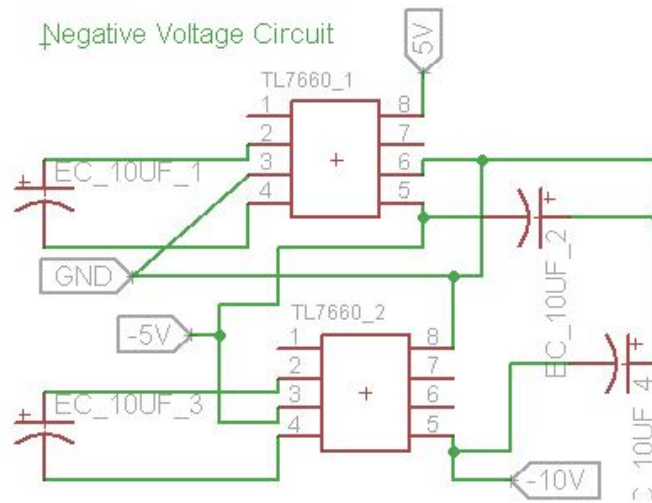 Negative Voltage Circuit
5V
TL7660_1
1 8
2 7
3 6
4 5
EC_10UF_1
EC_10UF_2
GND
-5V
TL7660_2
1 8
2 7
3 6
4 5
EC_10UF_3
-10V